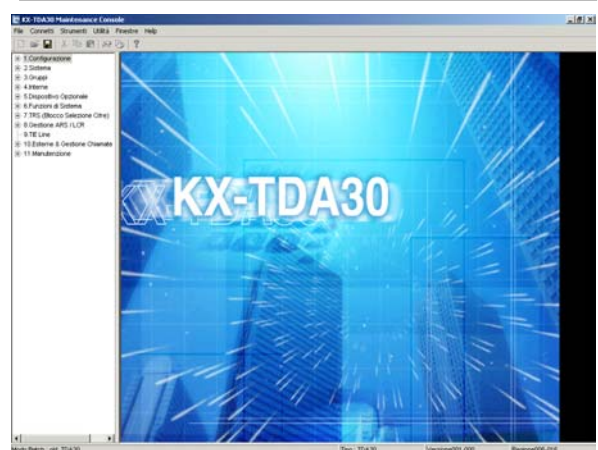 KX-TDA30 Maintenance Console
File Connetti Strumenti Utilità Finestre Help
1.Configurazione
2.Sistema
3.Gruppi
4.Interne
5.Dispositivo Opzionale
6.Funzioni di Sistema
7.TRS (Blocco Selezione Cifre)
8.Gestione ARS / LCR
9.TIE Line
10.Esterne & Gestione Chiamate
11.Manutenzione
KX-TDA30